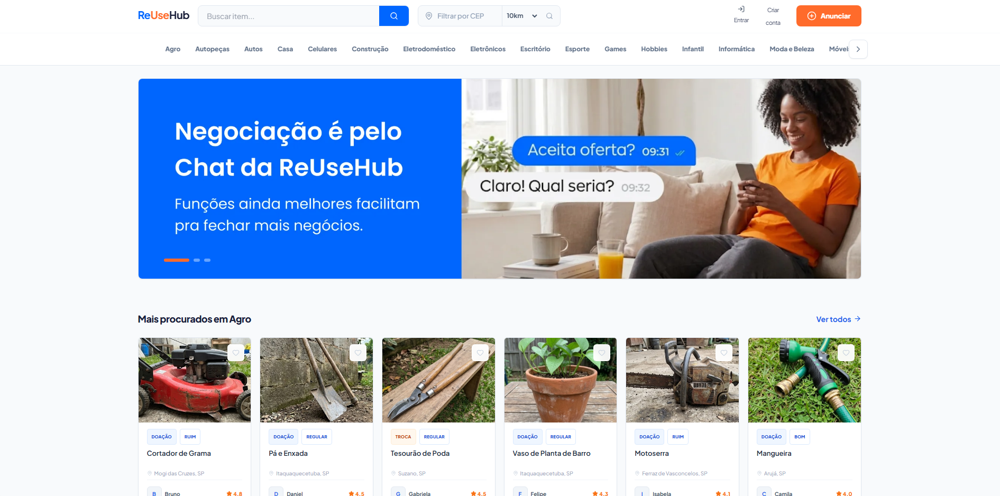 ReUseHub
Buscar item...
Filtrar por CEP
10km
Entrar
Criar
conta
Anunciar
Agro Autopeças Autos Casa Celulares Construção Eletrodoméstico Eletrônicos Escritório Esporte Games Hobbies Infantil Informática Moda e Beleza Móveis
Negociação é pelo
Chat da ReUseHub
Funções ainda melhores facilitam
pra fechar mais negócios.
Aceita oferta? 09:31
Claro! Qual seria? 09:32
Mais procurados em Agro
Ver todos
DOAÇÃO RUIM
Cortador de Grama
Mogi das Cruzes, SP
B Bruno 4.8
DOAÇÃO REGULAR
Pá e Enxada
Itaquaquecetuba, SP
D Daniel 4.5
TROCA REGULAR
Tesourão de Poda
Suzano, SP
G Gabriela 4.5
DOAÇÃO REGULAR
Vaso de Planta de Barro
Itaquaquecetuba, SP
F Felipe 4.3
DOAÇÃO RUIM
Motoserra
Ferraz de Vasconcelos, SP
I Isabela 4.1
DOAÇÃO BOM
Mangueira
Arujá, SP
C Camila 4.0